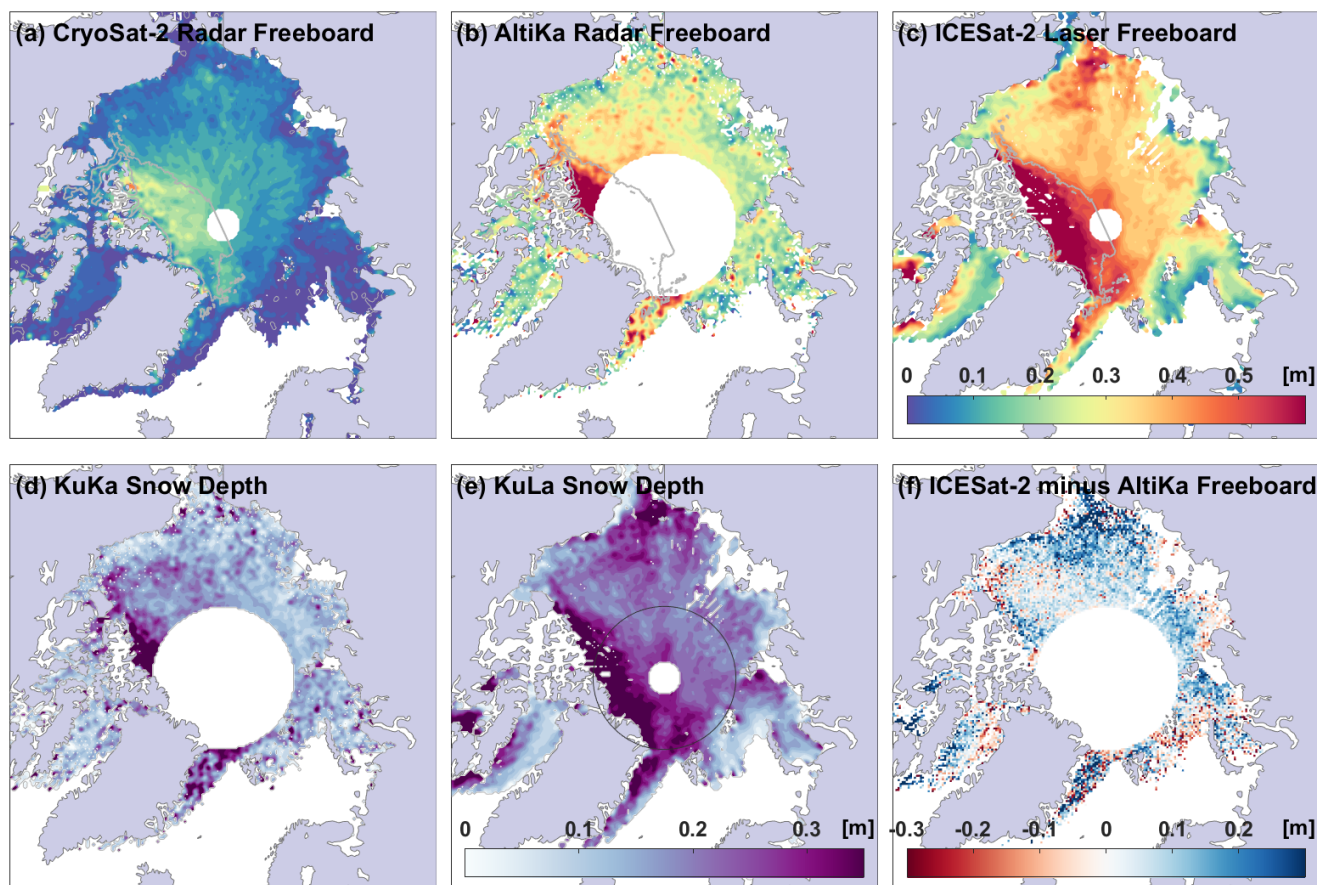 (a) CryoSat-2 Radar Freeboard
(b) AltiKa Radar Freeboard
(c) ICESat-2 Laser Freeboard
0 0.1 0.2 0.3 0.4 0.5 [m]
(d) KuKa Snow Depth
(e) KuLa Snow Depth
(f) ICESat-2 minus AltiKa Freeboard
0 0.1 0.2 0.3 [m]
-0.3 -0.2 -0.1 0 0.1 0.2 [m]